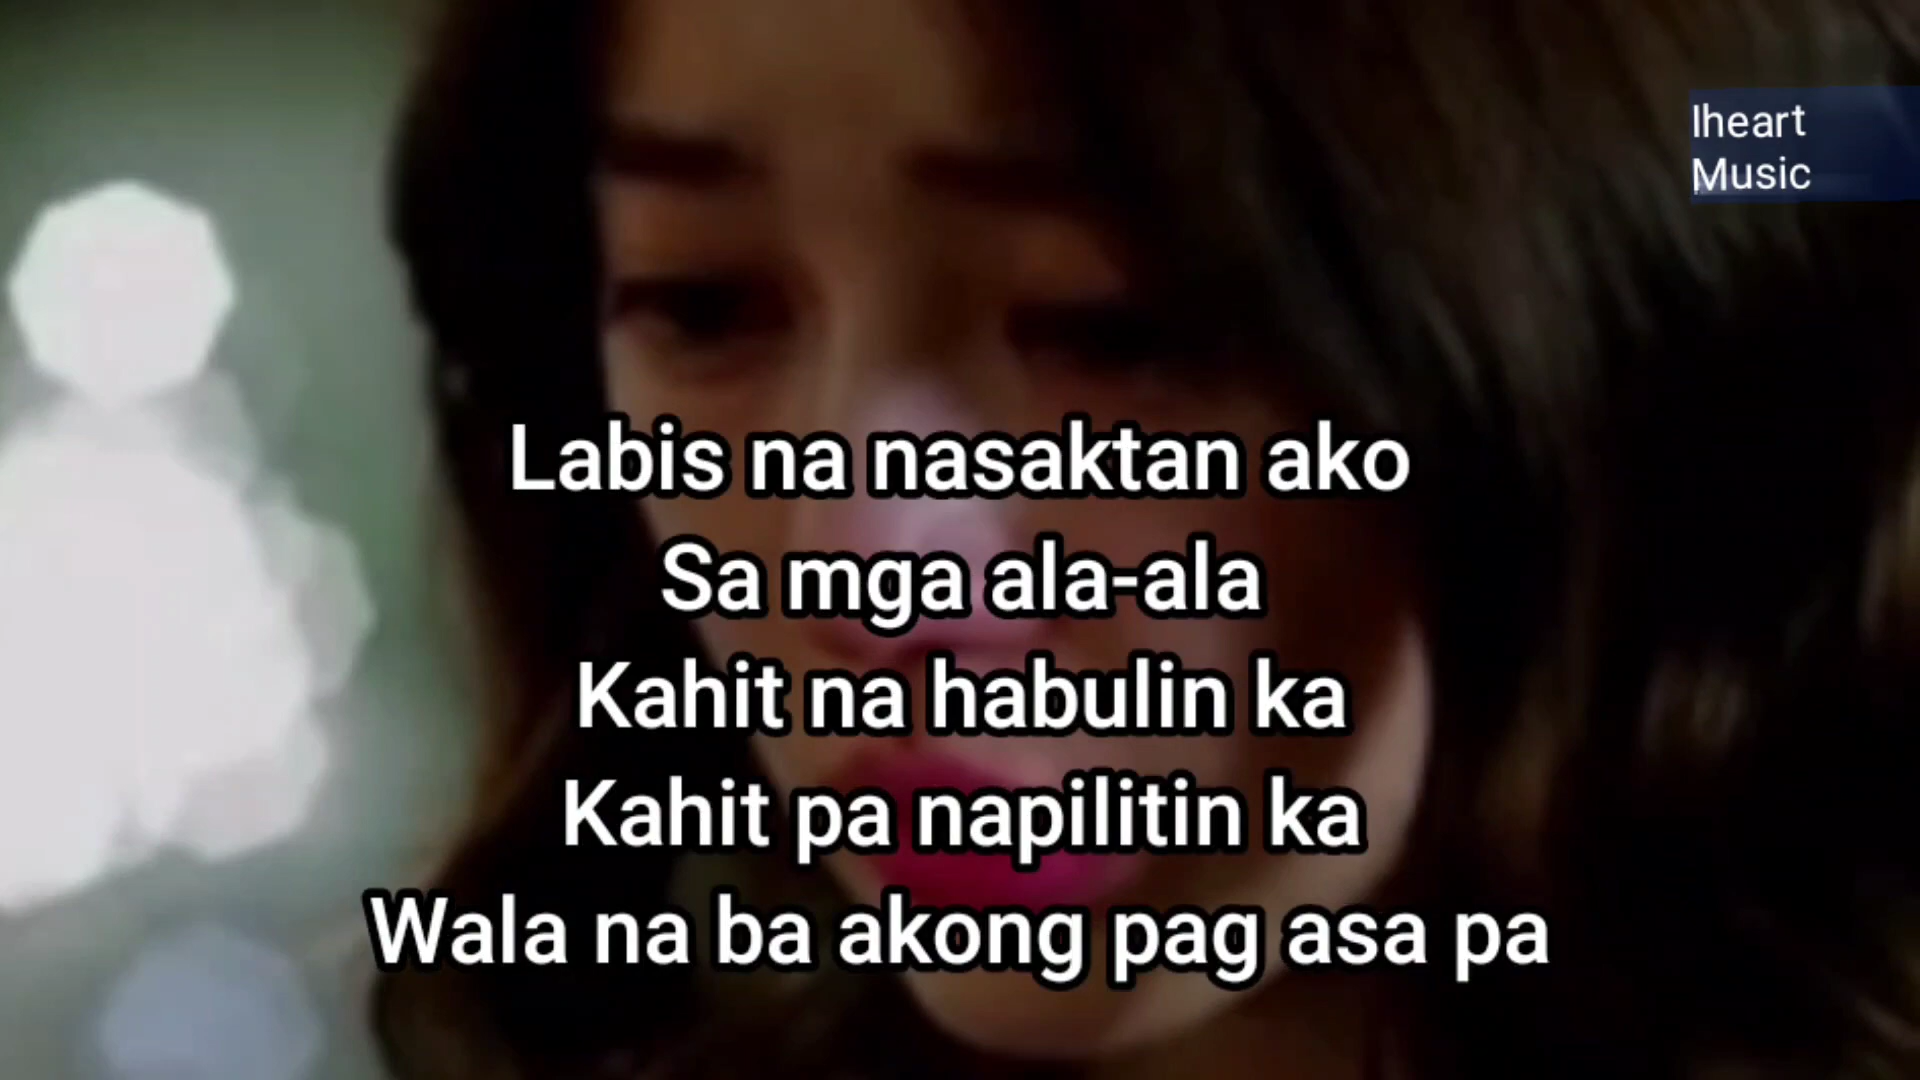 Iheart
Music
Labis na nasaktan ako
Sa mga ala-ala
Kahit na habulin ka
Kahit pa napilitin ka
Wala na ba akong pag asa pa